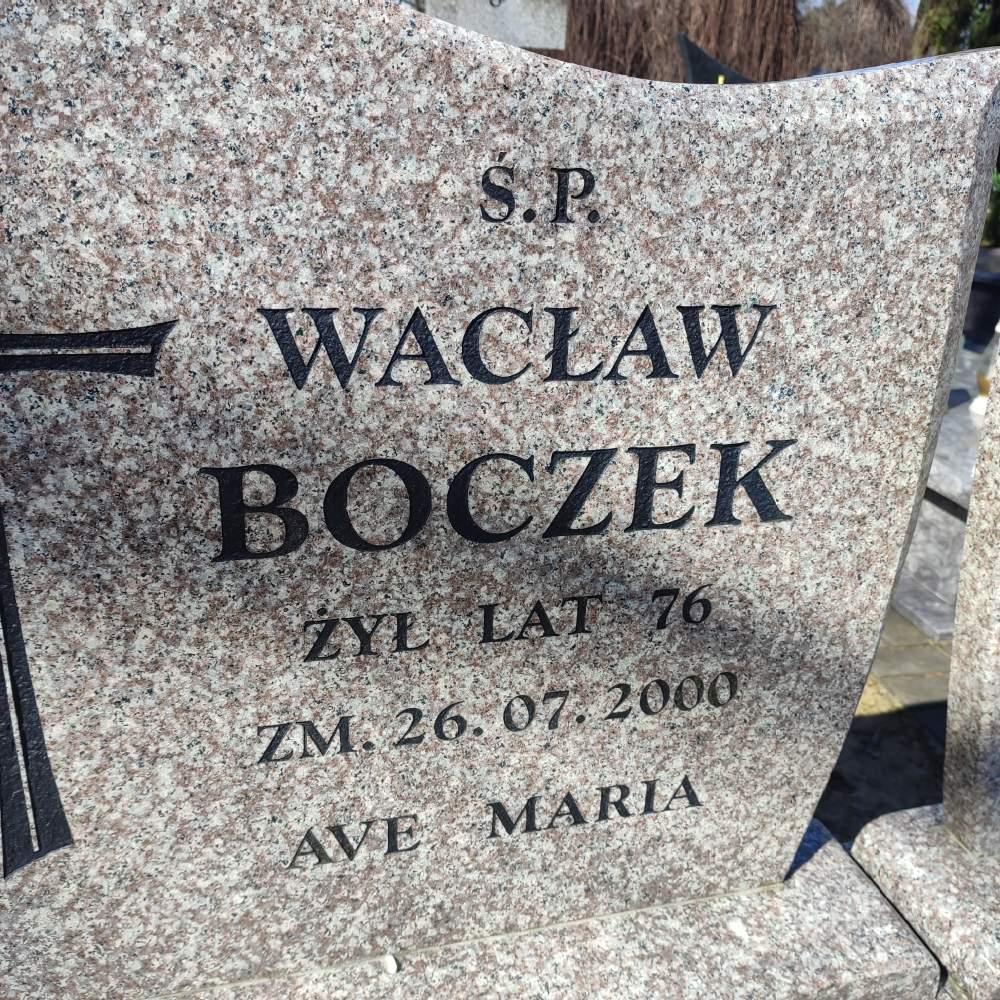 Ś.P.
WACŁAW
BOCZEK
ŻYŁ LAT 76
ZM. 26.07.2000
AVE MARIA